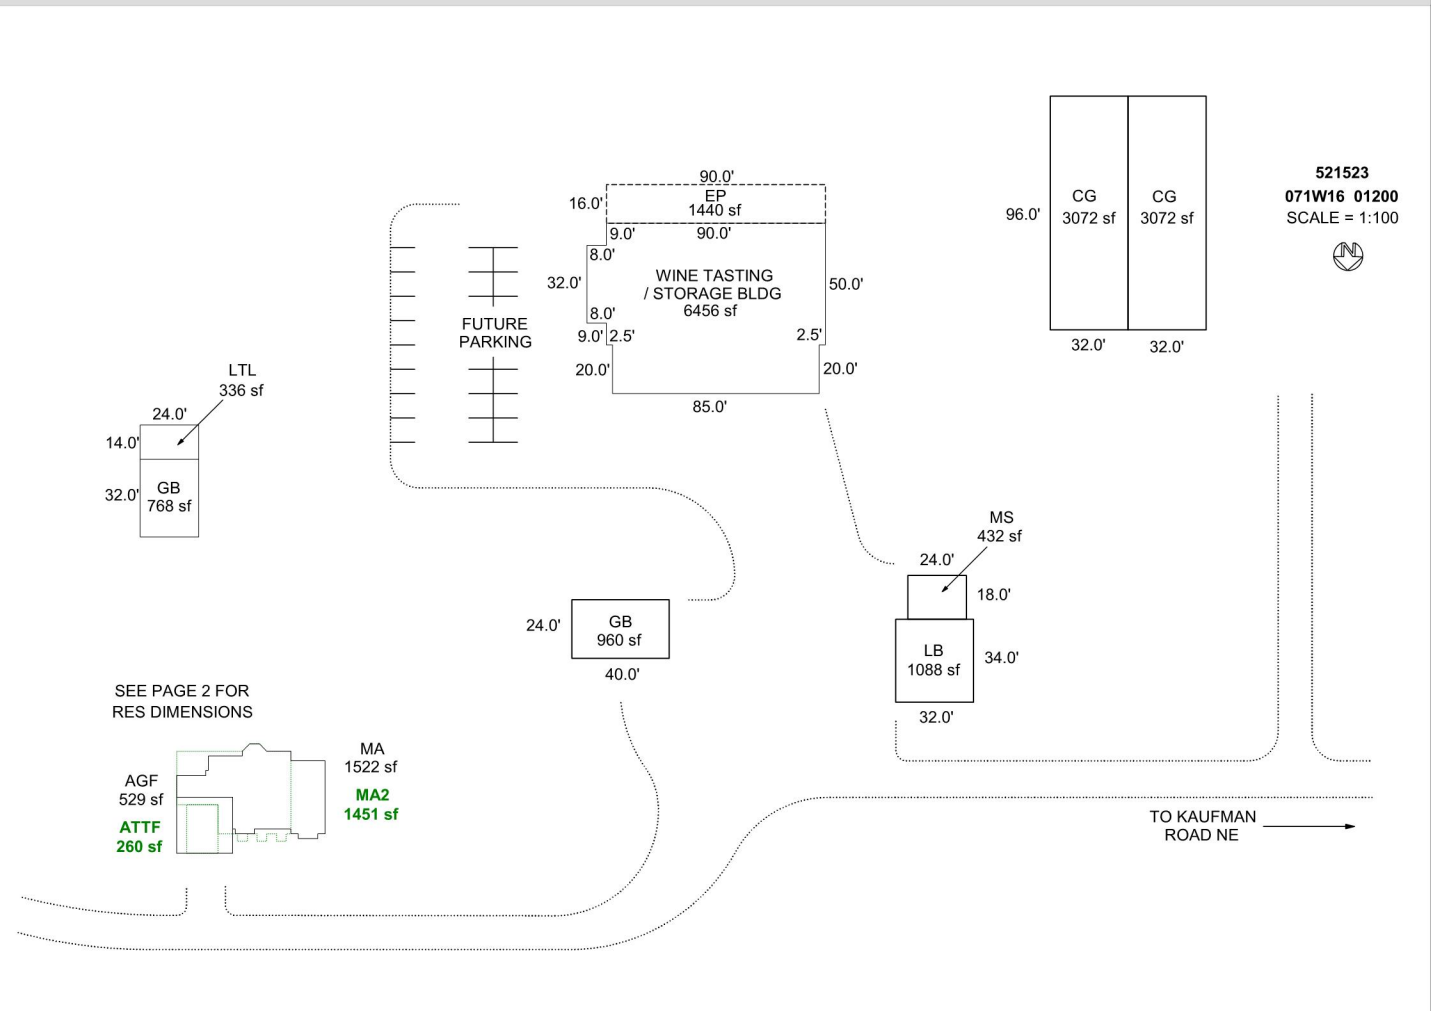 521523
071W16 01200
SCALE = 1:100
N
90.0'
EP
1440 sf
16.0'
9.0'
90.0'
8.0'
32.0'
WINE TASTING
/ STORAGE BLDG
6456 sf
50.0'
8.0'
9.0'
2.5'
2.5'
20.0'
20.0'
85.0'
CG
3072 sf
CG
3072 sf
96.0'
32.0'
32.0'
FUTURE
PARKING
LTL
336 sf
24.0'
14.0'
32.0'
GB
768 sf
MS
432 sf
24.0'
18.0'
LB
1088 sf
34.0'
32.0'
GB
960 sf
24.0'
40.0'
SEE PAGE 2 FOR
RES DIMENSIONS
MA
1522 sf
MA2
1451 sf
AGF
529 sf
ATTF
260 sf
TO KAUFMAN
ROAD NE